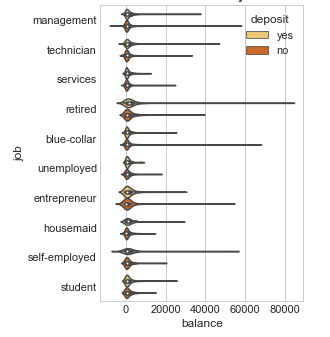 management
technician
services
retired
blue-collar
unemployed
entrepreneur
housemaid
self-employed
student
job
deposit
yes
no
0 20000 40000 60000 80000
balance